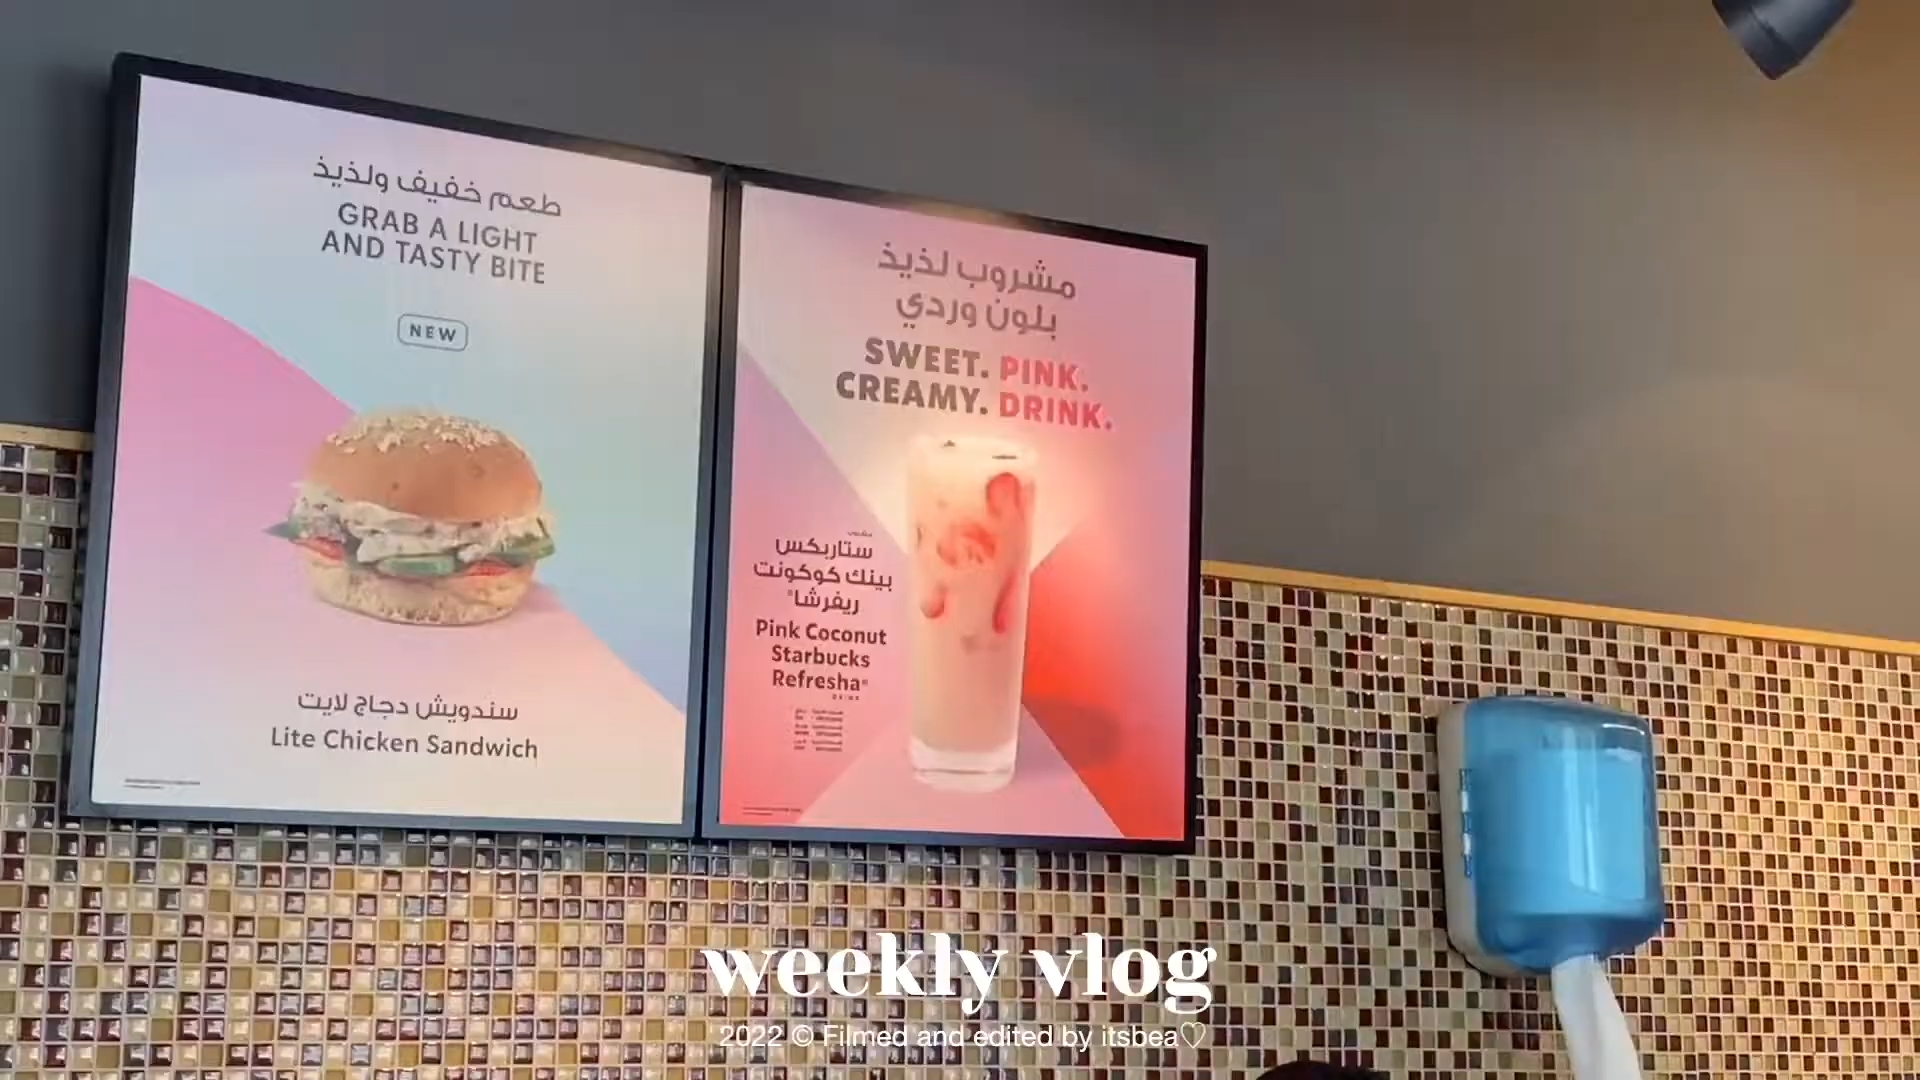 طعم خفيف ولذيذ
GRAB A LIGHT
AND TASTY BITE
NEW
سندويش دجاج لايت
Lite Chicken Sandwich
مشروب لذيذ
بلون وردي
SWEET. PINK.
CREAMY. DRINK.
مشروب
ستاربكس
بينك كوكونت
ريفرشا®
Pink Coconut
Starbucks
Refresha®
DRINK
weekly vlog
2022 © Filmed and edited by itsbea♡